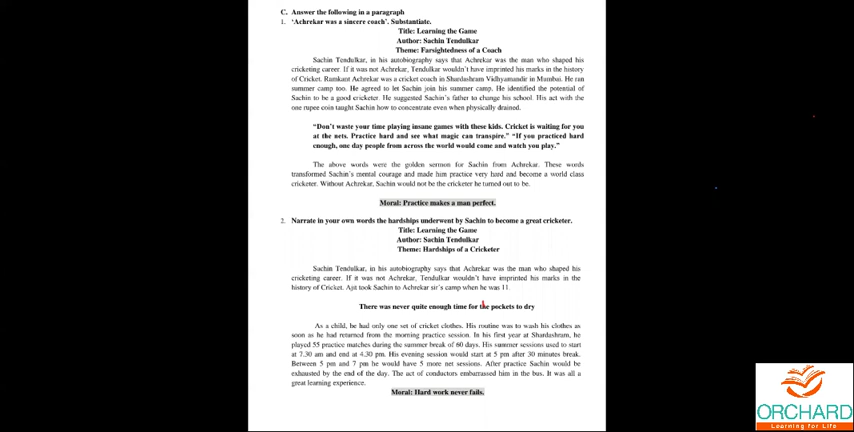 C. Answer the following in a paragraph
1. 'Achrekar was a sincere coach'. Substantiate.
Title: Learning the Game
Author: Sachin Tendulkar
Theme: Farsightedness of a Coach
Sachin Tendulkar, in his autobiography says that Achrekar was the man who shaped his
cricketing career. If it was not Achrekar, Tendulkar wouldn't have imprinted his marks in the history
of Cricket. Ramkant Achrekar was a cricket coach in Shardashram Vidhyamandir in Mumbai. He ran
summer camp too. He agreed to let Sachin join his summer camp. He identified the potential of
Sachin to be a good cricketer. He suggested Sachin's father to change his school. His act with the
one rupee coin taught Sachin how to concentrate even when physically drained.
"Don't waste your time playing insane games with these kids. Cricket is waiting for you
at the nets. Practice hard and see what magic can transpire." "If you practiced hard
enough, one day people from across the world would come and watch you play."
The above words were the golden sermon for Sachin from Achrekar. These words
transformed Sachin's mental courage and made him practice very hard and become a world class
cricketer. Without Achrekar, Sachin would not be the cricketer he turned out to be.
Moral: Practice makes a man perfect.
2. Narrate in your own words the hardships underwent by Sachin to become a great cricketer.
Title: Learning the Game
Author: Sachin Tendulkar
Theme: Hardships of a Cricketer
Sachin Tendulkar, in his autobiography says that Achrekar was the man who shaped his
cricketing career. If it was not Achrekar, Tendulkar wouldn't have imprinted his marks in the
history of Cricket. Ajit took Sachin to Achrekar sir's camp when he was 11.
There was never quite enough time for the pockets to dry
As a child, he had only one set of cricket clothes. His routine was to wash his clothes as
soon as he had returned from the morning practice session. In his first year at Shardashram, he
played 55 practice matches during the summer break of 60 days. His summer sessions used to start
at 7.30 am and end at 4.30 pm. His evening session would start at 5 pm after 30 minutes break.
Between 5 pm and 7 pm he would have 5 more net sessions. After practice Sachin would be
exhausted by the end of the day. The act of conductors embarrassed him in the bus. It was all a
great learning experience.
Moral: Hard work never fails.
ORCHARD
Learning for Life